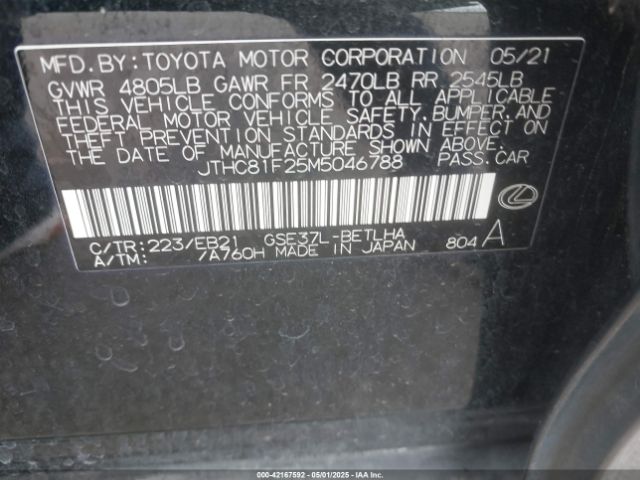 MFD.BY: TOYOTA MOTOR CORPORATION 05/21
GVWR 4805LB GAWR FR 2470LB RR 2545LB
THIS VEHICLE CONFORMS TO ALL APPLICABLE
FEDERAL MOTOR VEHICLE SAFETY, BUMPER, AND
THEFT PREVENTION STANDARDS IN EFFECT ON
THE DATE OF MANUFACTURE SHOWN ABOVE.
JTHC81F25M5046788 PASS.CAR
C/TR: 223/EB21 GSE37L-BETLHA
A/TM: /A760H MADE IN JAPAN 804 A
000-42167592 - 05/01/2025 - IAAI.COM